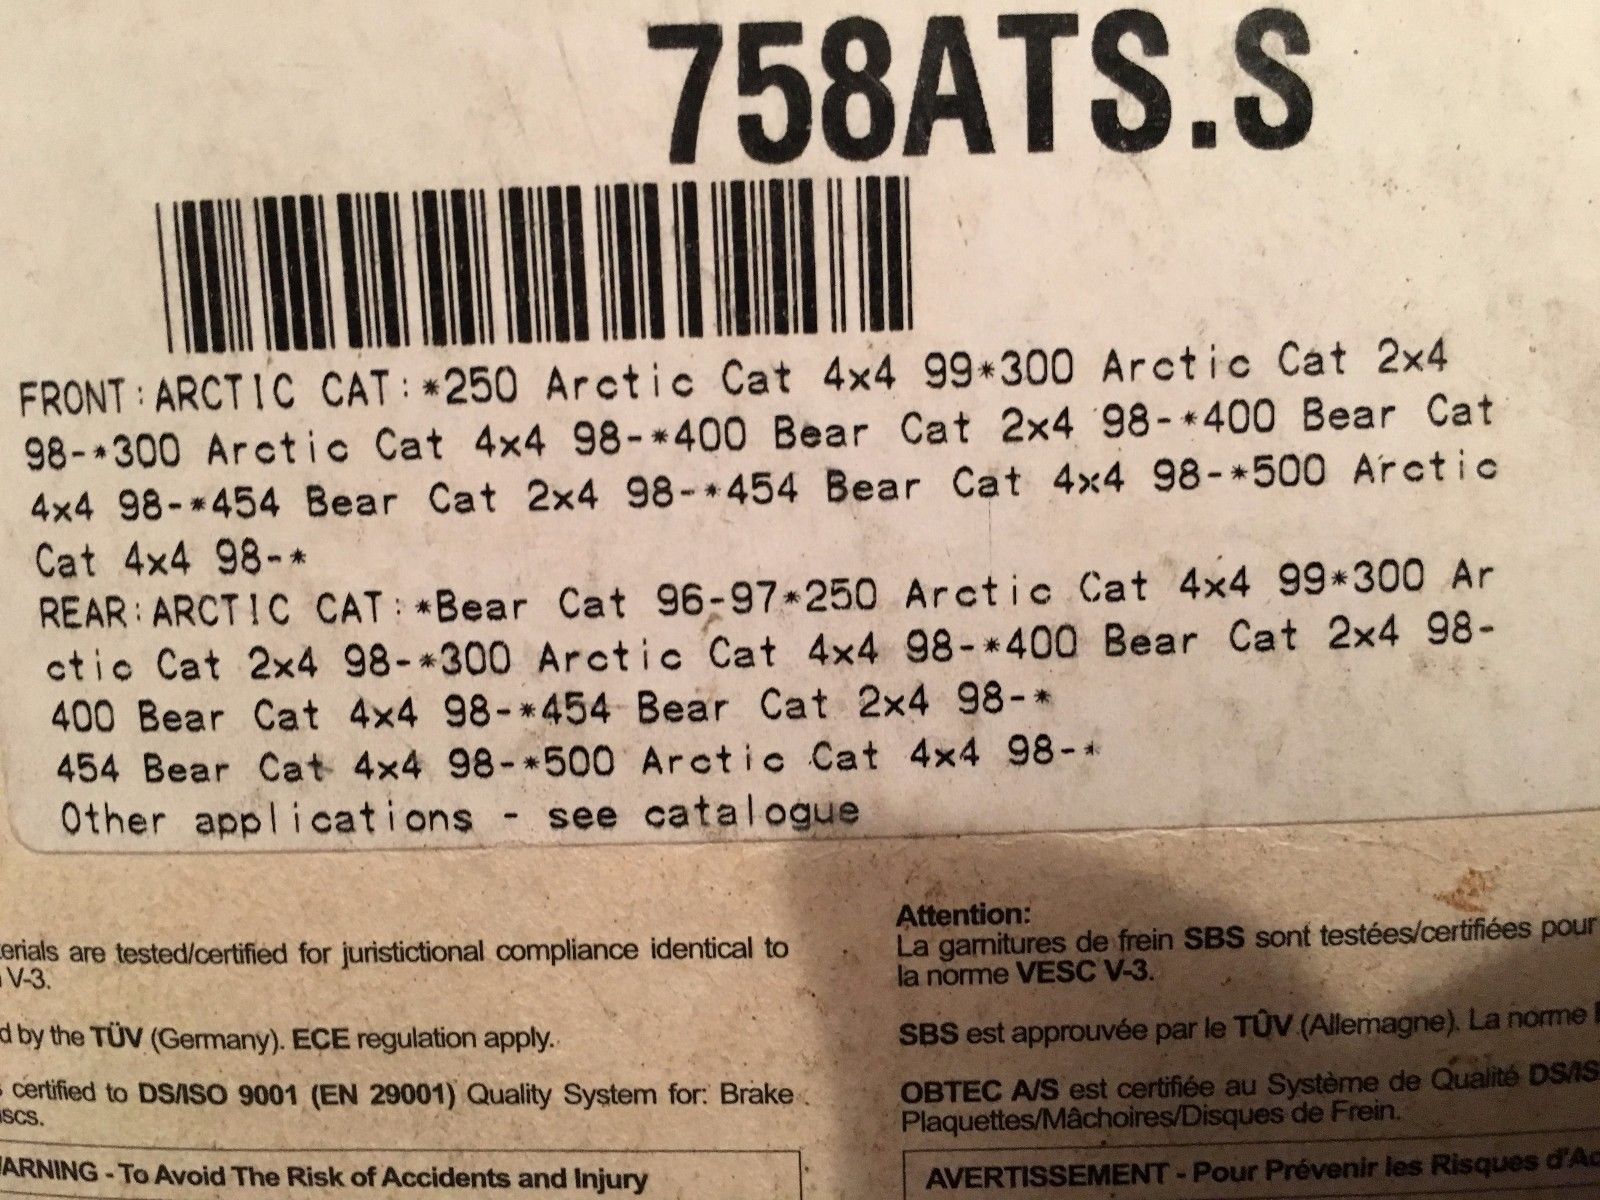 758ATS.S
FRONT:ARCTIC CAT:*250 Arctic Cat 4x4 99*300 Arctic Cat 2x4
98-*300 Arctic Cat 4x4 98-*400 Bear Cat 2x4 98-*400 Bear Cat
4x4 98-*454 Bear Cat 2x4 98-*454 Bear Cat 4x4 98-*500 Arctic
Cat 4x4 98-*
REAR:ARCTIC CAT:*Bear Cat 96-97*250 Arctic Cat 4x4 99*300 Ar
ctic Cat 2x4 98-*300 Arctic Cat 4x4 98-*400 Bear Cat 2x4 98-
400 Bear Cat 4x4 98-*454 Bear Cat 2x4 98-*
454 Bear Cat 4x4 98-*500 Arctic Cat 4x4 98-*
Other applications - see catalogue
erials are tested/certified for juristictional compliance identical to
V-3.
d by the TÜV (Germany). ECE regulation apply.
certified to DS/ISO 9001 (EN 29001) Quality System for: Brake
iscs.
ARNING - To Avoid The Risk of Accidents and Injury
Attention:
La garnitures de frein SBS sont testées/certifiées pour
la norme VESC V-3.
SBS est approuvée par le TÛV (Allemagne). La norme
OBTEC A/S est certifiée au Système de Qualité DS/IS
Plaquettes/Mâchoires/Disques de Frein.
AVERTISSEMENT - Pour Prévenir les Risques d'Ac